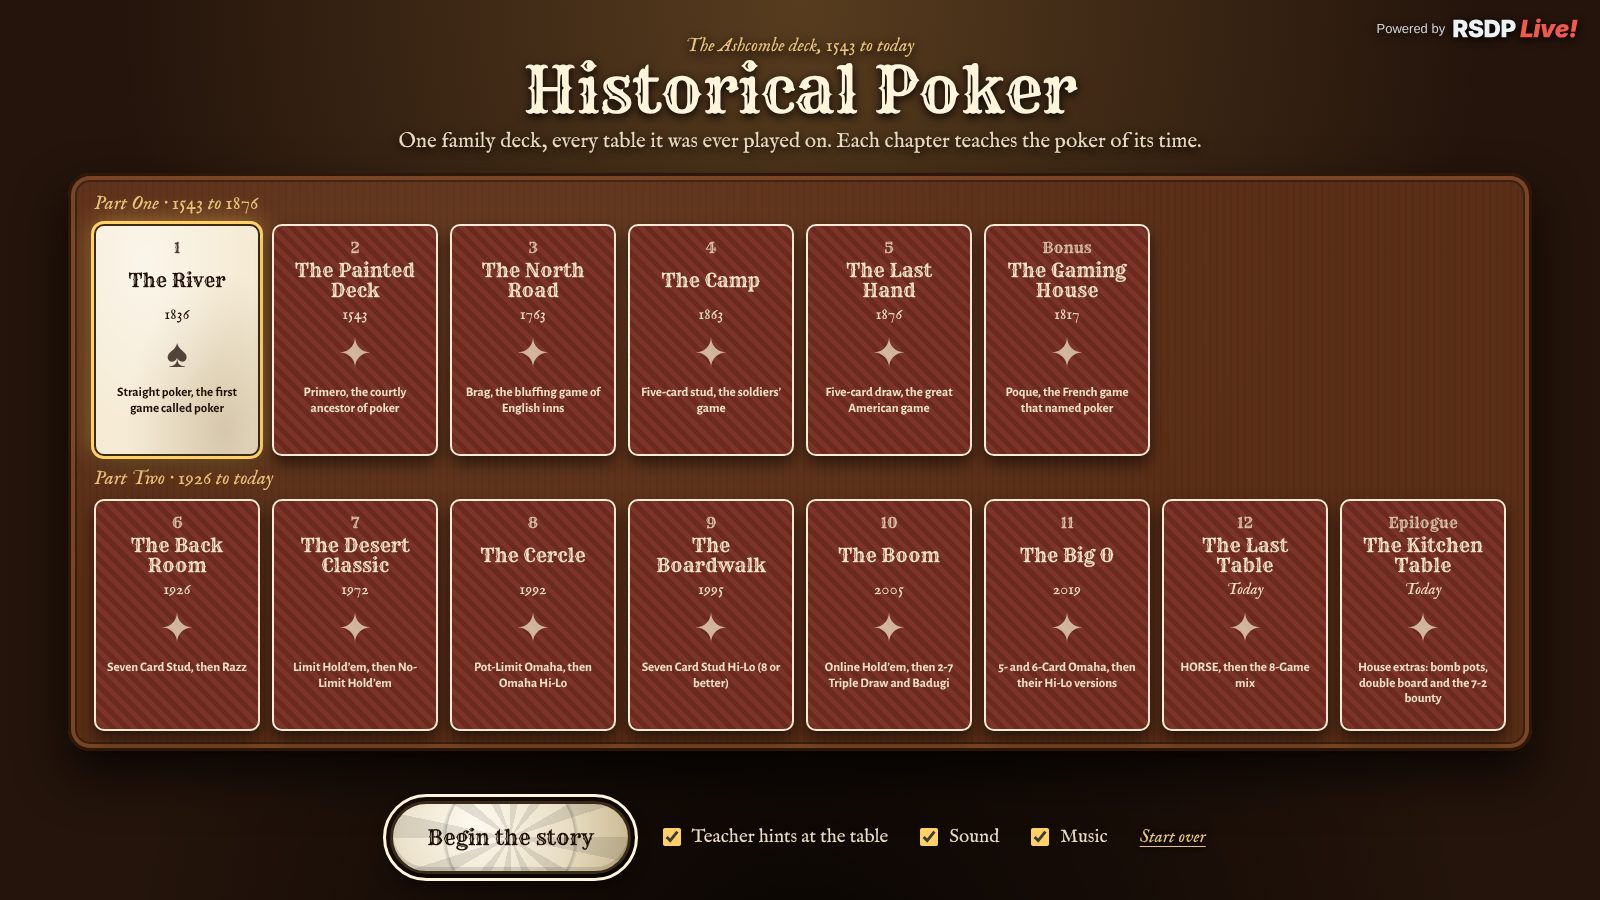 Powered by RSDP Live!
The Ashcombe deck, 1543 to today
Historical Poker
One family deck, every table it was ever played on. Each chapter teaches the poker of its time.
Part One · 1543 to 1876
1
The River
1836
Straight poker, the first
game called poker
2
The Painted
Deck
1543
Primero, the courtly
ancestor of poker
3
The North
Road
1763
Brag, the bluffing game of
English inns
4
The Camp
1863
Five-card stud, the soldiers'
game
5
The Last
Hand
1876
Five-card draw, the great
American game
Bonus
The Gaming
House
1817
Poque, the French game
that named poker
Part Two · 1926 to today
6
The Back
Room
1926
Seven Card Stud, then Razz
7
The Desert
Classic
1972
Limit Hold'em, then No-
Limit Hold'em
8
The Cercle
1992
Pot-Limit Omaha, then
Omaha Hi-Lo
9
The
Boardwalk
1995
Seven Card Stud Hi-Lo (8 or
better)
10
The Boom
2005
Online Hold'em, then 2-7
Triple Draw and Badugi
11
The Big O
2019
5- and 6-Card Omaha, then
their Hi-Lo versions
12
The Last
Table
Today
HORSE, then the 8-Game
mix
Epilogue
The Kitchen
Table
Today
House extras: bomb pots,
double board and the 7-2
bounty
Begin the story
Teacher hints at the table
Sound
Music
Start over